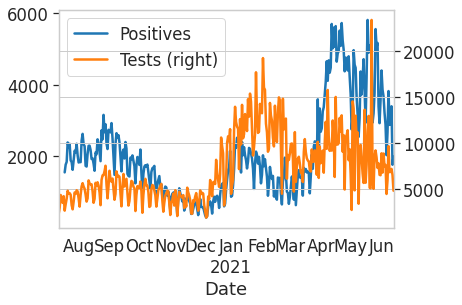 Positives
Tests (right)
6000
4000
2000
20000
15000
10000
5000
Aug Sep Oct Nov Dec Jan Feb Mar Apr May Jun
2021
Date